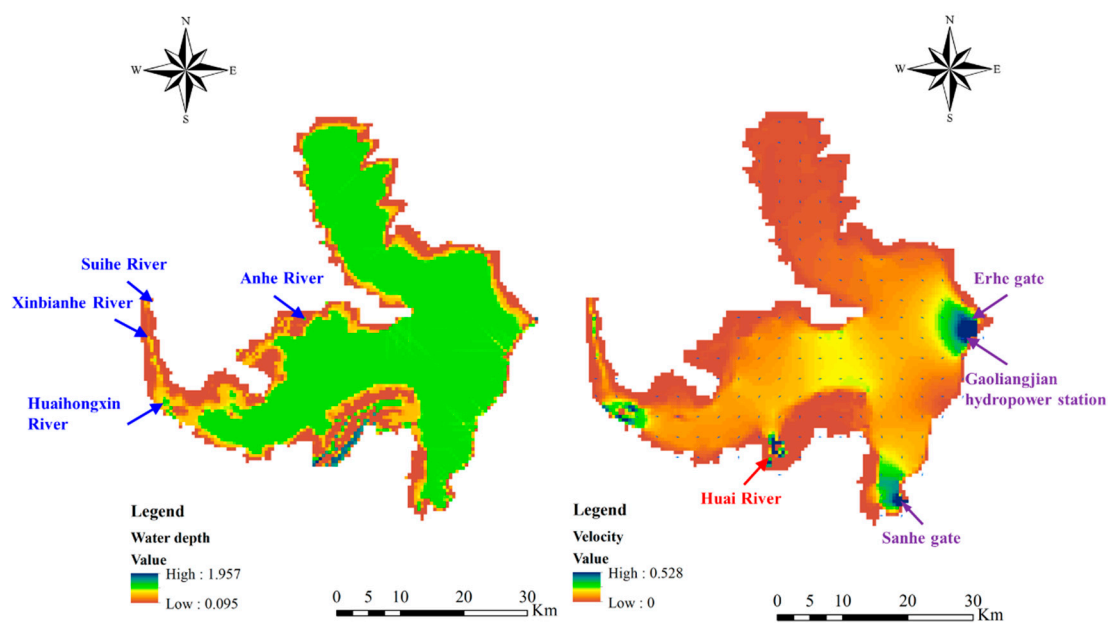 N
W E
S
N
W E
S
Suihe River
Xinbianhe River
Anhe River
Huaihongxin
River
Erhe gate
Gaoliangjian
hydropower station
Huai River
Sanhe gate
Legend
Water depth
Value
High : 1.957
Low : 0.095
0 5 10 20 30
Km
Legend
Velocity
Value
High : 0.528
Low : 0
0 5 10 20 30
Km